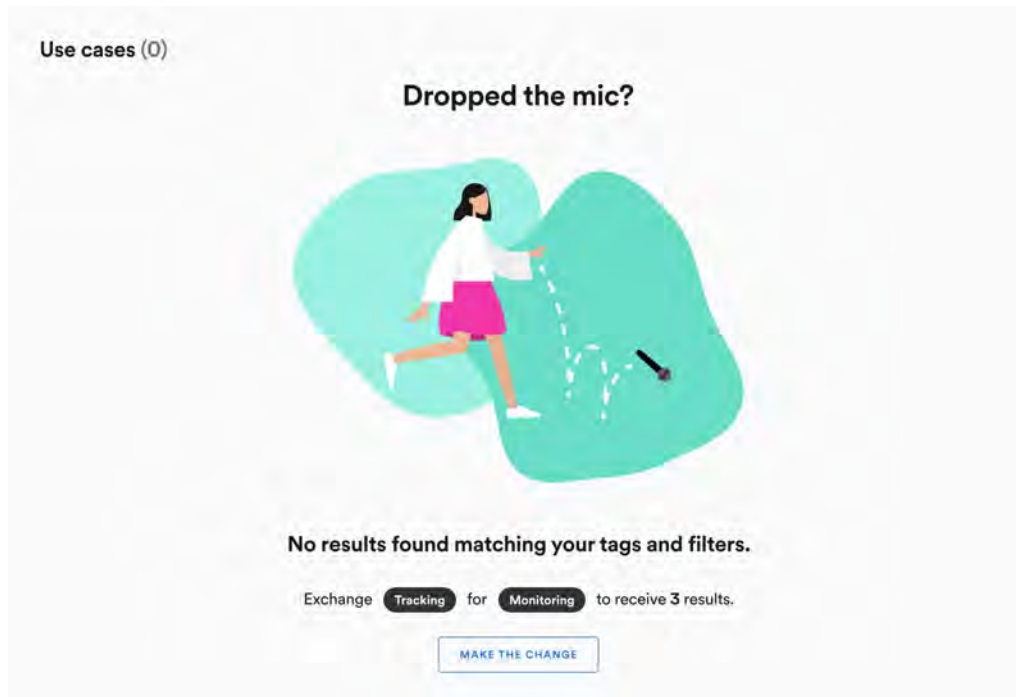 Use cases (0)
Dropped the mic?
No results found matching your tags and filters.
Exchange Tracking for Monitoring to receive 3 results.
MAKE THE CHANGE